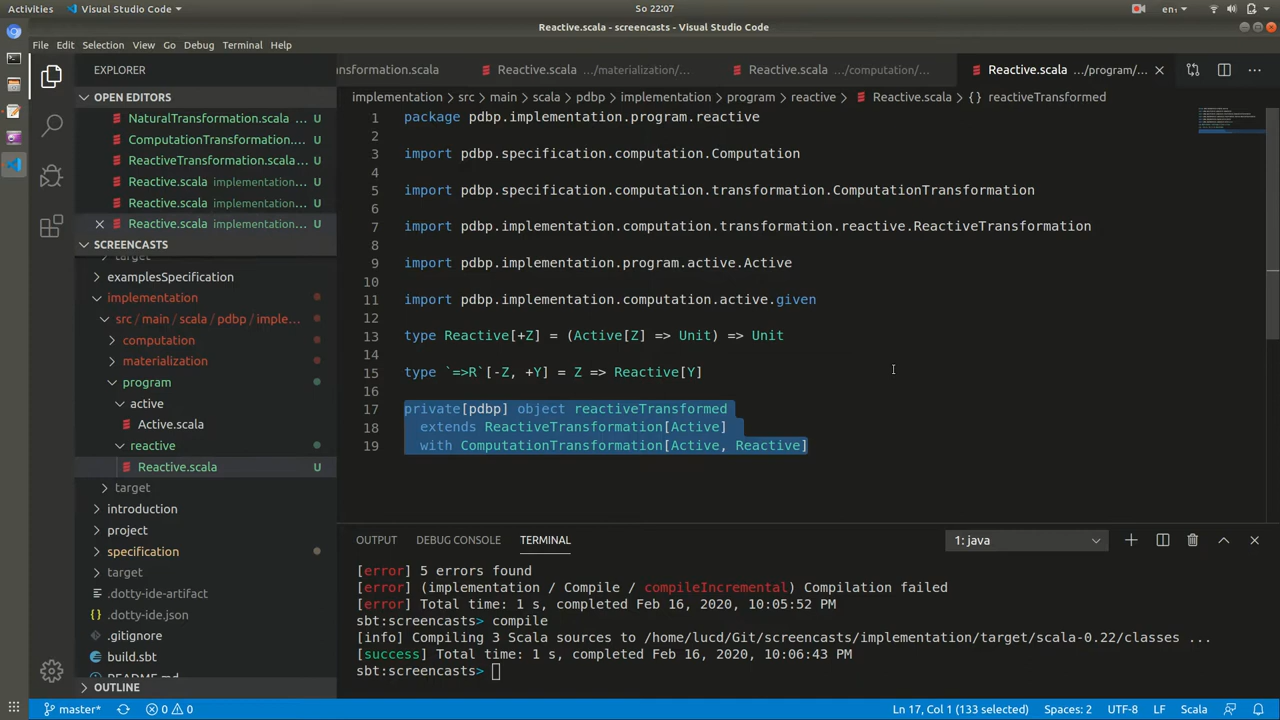 Activities
Visual Studio Code
So 22:07
en₁
Reactive.scala - screencasts - Visual Studio Code
File Edit Selection View Go Debug Terminal Help
EXPLORER
nsformation.scala
Reactive.scala .../materialization/...
Reactive.scala .../computation/...
Reactive.scala .../program/...
OPEN EDITORS
NaturalTransformation.scala U
ComputationTransformation.... U
ReactiveTransformation.scala... U
Reactive.scala implementation... U
Reactive.scala implementation... U
Reactive.scala implementation... U
SCREENCASTS
target
examplesSpecification
implementation
src / main / scala / pdbp / imple...
computation
materialization
program
active
Active.scala
reactive
Reactive.scala U
target
introduction
project
specification
target
.dotty-ide-artifact
.dotty-ide.json
.gitignore
build.sbt
README.md
OUTLINE
implementation > src > main > scala > pdbp > implementation > program > reactive > Reactive.scala > {} reactiveTransformed
1 package pdbp.implementation.program.reactive
2
3 import pdbp.specification.computation.Computation
4
5 import pdbp.specification.computation.transformation.ComputationTransformation
6
7 import pdbp.implementation.computation.transformation.reactive.ReactiveTransformation
8
9 import pdbp.implementation.program.active.Active
10
11 import pdbp.implementation.computation.active.given
12
13 type Reactive[+Z] = (Active[Z] => Unit) => Unit
14
15 type `=>R`[-Z, +Y] = Z => Reactive[Y]
16
17 private[pdbp] object reactiveTransformed
18 extends ReactiveTransformation[Active]
19 with ComputationTransformation[Active, Reactive]
OUTPUT DEBUG CONSOLE TERMINAL
1: java
[error] 5 errors found
[error] (implementation / Compile / compileIncremental) Compilation failed
[error] Total time: 1 s, completed Feb 16, 2020, 10:05:52 PM
sbt:screencasts> compile
[info] Compiling 3 Scala sources to /home/lucd/Git/screencasts/implementation/target/scala-0.22/classes ...
[success] Total time: 1 s, completed Feb 16, 2020, 10:06:43 PM
sbt:screencasts>
master* 0 0 Ln 17, Col 1 (133 selected) Spaces: 2 UTF-8 LF Scala